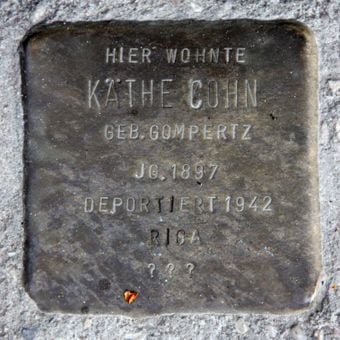 HIER WOHNTE
KÄTHE COHN
GEB. GOMPERTZ
JG. 1897
DEPORTIERT 1942
RIGA
? ? ?